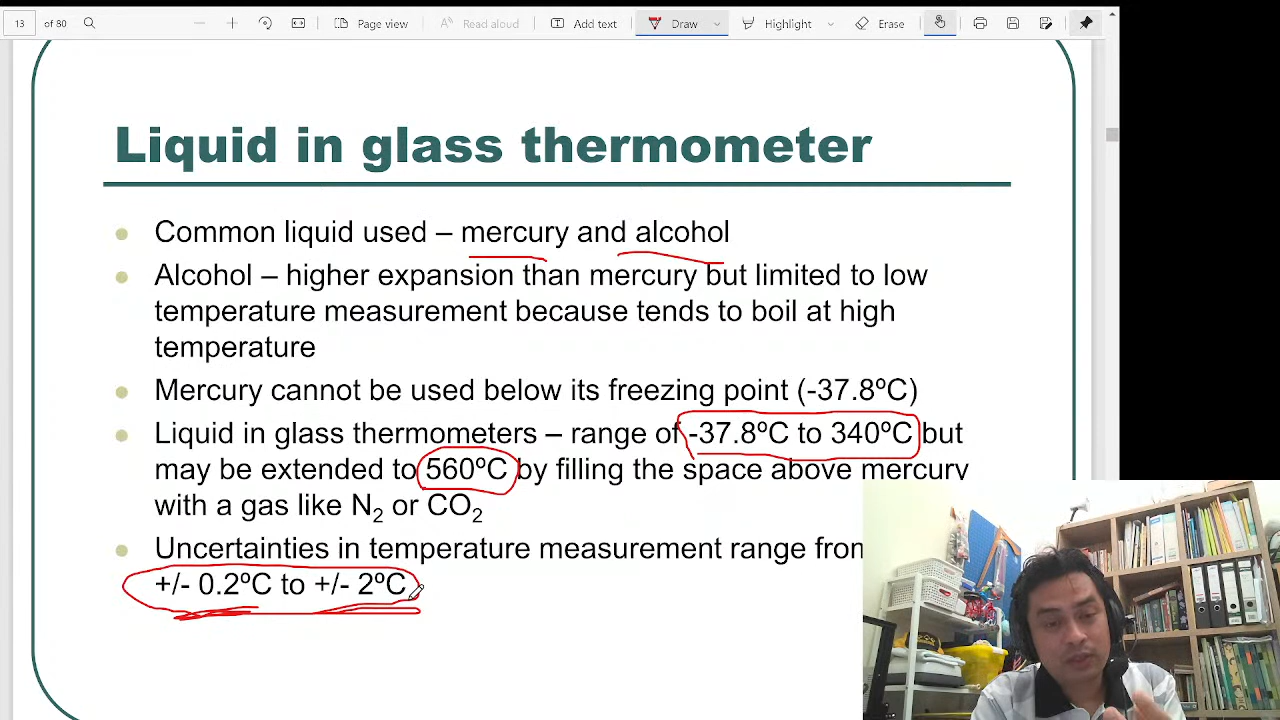 13 of 80 Page view Read aloud Add text Draw Highlight Erase
Liquid in glass thermometer
Common liquid used – mercury and alcohol
Alcohol – higher expansion than mercury but limited to low
temperature measurement because tends to boil at high
temperature
Mercury cannot be used below its freezing point (-37.8ºC)
Liquid in glass thermometers – range of -37.8ºC to 340ºC but
may be extended to 560ºC by filling the space above mercury
with a gas like N2 or CO2
Uncertainties in temperature measurement range from
+/- 0.2ºC to +/- 2ºC